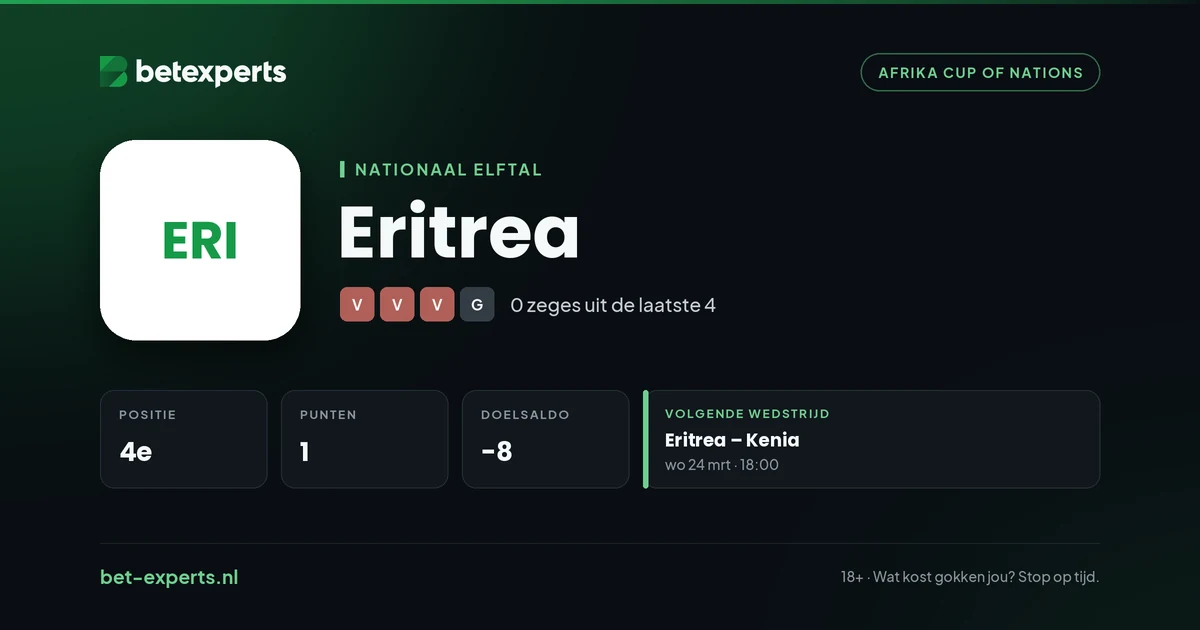 betexperts
AFRIKA CUP OF NATIONS
ERI
NATIONAAL ELFTAL
Eritrea
V V V G 0 zeges uit de laatste 4
POSITIE
4e
PUNTEN
1
DOELSALDO
-8
VOLGENDE WEDSTRIJD
Eritrea – Kenia
wo 24 mrt · 18:00
bet-experts.nl
18+ · Wat kost gokken jou? Stop op tijd.